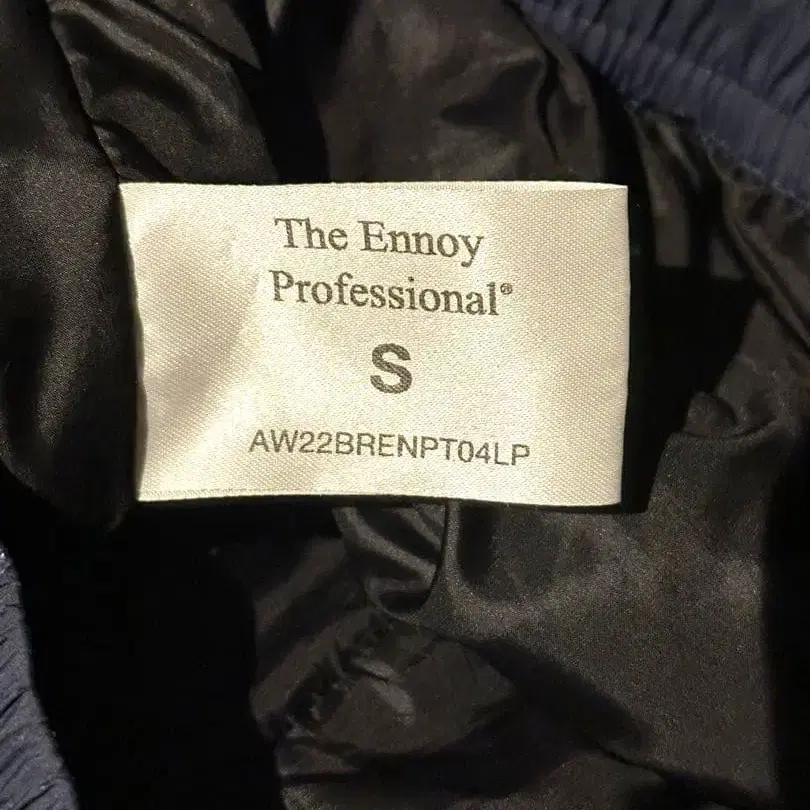 The Ennoy
Professional®
S
AW22BRENPT04LP